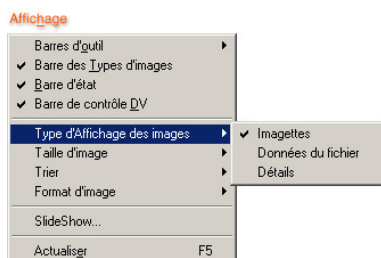 Affichage
Barres d'outil
Barre des Types d'images
Barre d'état
Barre de contrôle DV
Type d'Affichage des images
Imagettes
Taille d'image
Données du fichier
Trier
Détails
Format d'image
SlideShow...
Actualiser F5